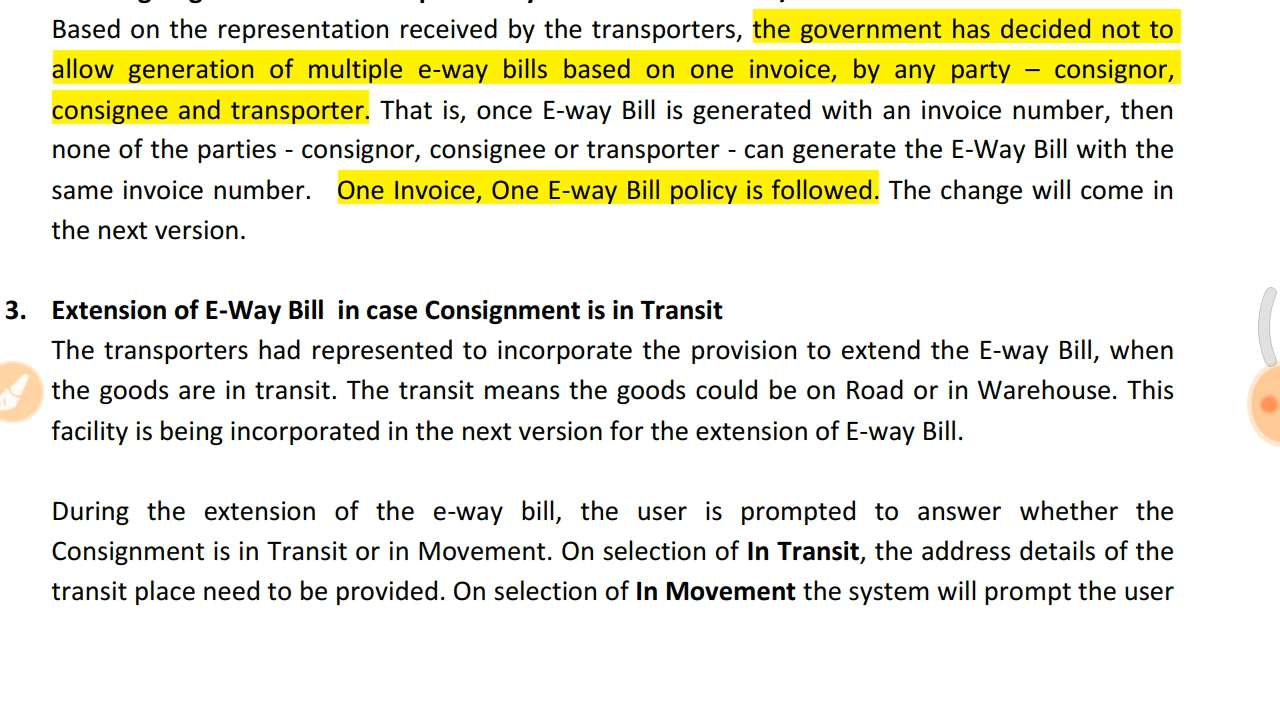 Based on the representation received by the transporters, the government has decided not to
allow generation of multiple e-way bills based on one invoice, by any party – consignor,
consignee and transporter. That is, once E-way Bill is generated with an invoice number, then
none of the parties - consignor, consignee or transporter - can generate the E-Way Bill with the
same invoice number. One Invoice, One E-way Bill policy is followed. The change will come in
the next version.
3. Extension of E-Way Bill in case Consignment is in Transit
The transporters had represented to incorporate the provision to extend the E-way Bill, when
the goods are in transit. The transit means the goods could be on Road or in Warehouse. This
facility is being incorporated in the next version for the extension of E-way Bill.
During the extension of the e-way bill, the user is prompted to answer whether the
Consignment is in Transit or in Movement. On selection of In Transit, the address details of the
transit place need to be provided. On selection of In Movement the system will prompt the user